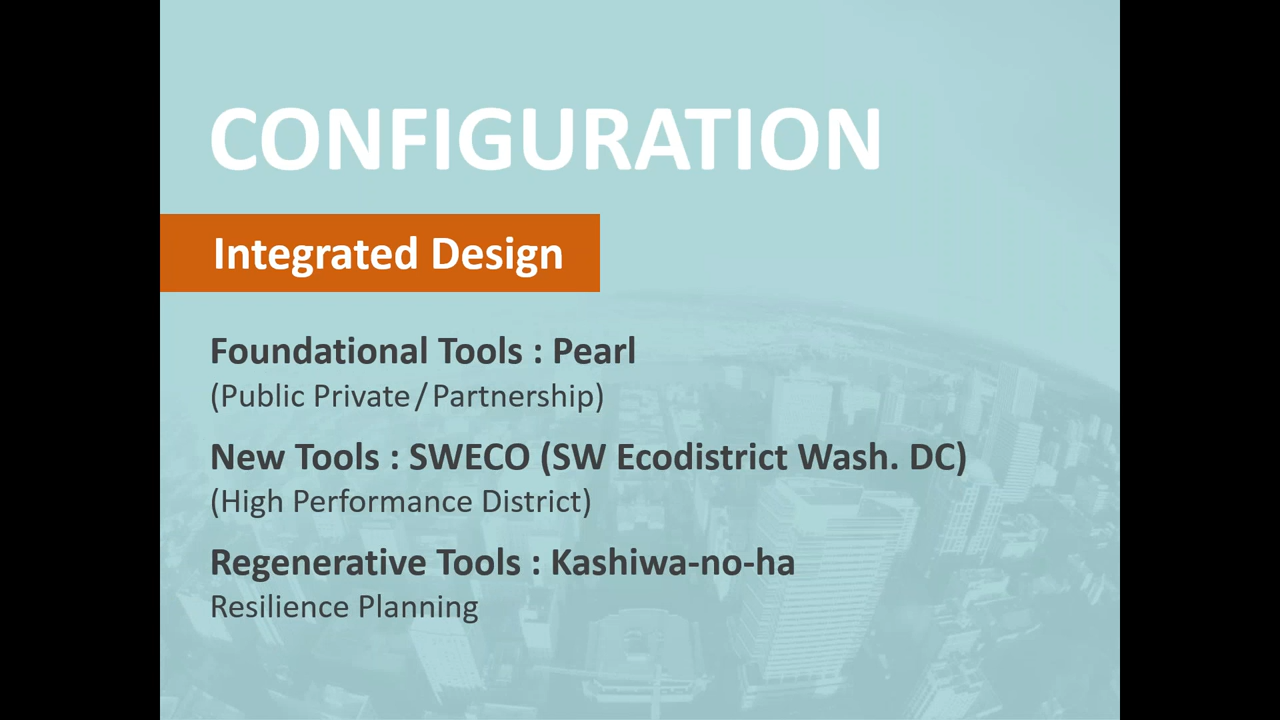 CONFIGURATION
Integrated Design
Foundational Tools : Pearl
(Public Private / Partnership)
New Tools : SWECO (SW Ecodistrict Wash. DC)
(High Performance District)
Regenerative Tools : Kashiwa-no-ha
Resilience Planning